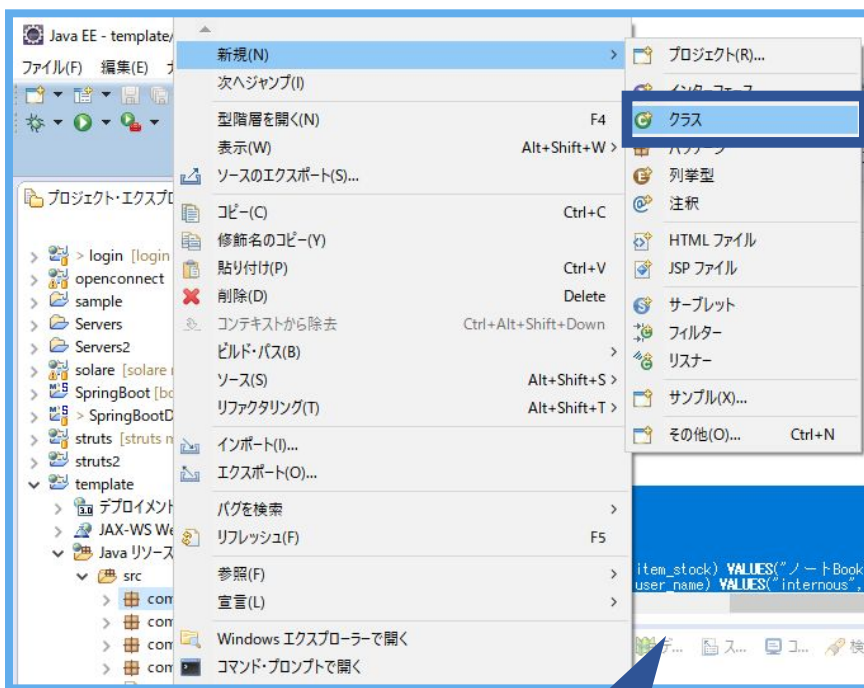 Java EE - template/
ファイル(F) 編集(E)
プロジェクト・エクスプロ
> login [login
openconnect
sample
Servers
Servers2
solare [solare
SpringBoot [bo
> SpringBootD
struts [struts
struts2
template
デプロイメント
JAX-WS We
Java リソース
src
com
com
com
com
新規(N)
次へジャンプ(I)
型階層を開く(N) F4
表示(W) Alt+Shift+W >
ソースのエクスポート(S)...
コピー(C) Ctrl+C
修飾名のコピー(Y)
貼り付け(P) Ctrl+V
削除(D) Delete
コンテキストから除去 Ctrl+Alt+Shift+Down
ビルド・パス(B) >
ソース(S) Alt+Shift+S >
リファクタリング(T) Alt+Shift+T >
インポート(I)...
エクスポート(O)...
バグを検索 >
リフレッシュ(F) F5
参照(F) >
宣言(L) >
Windows エクスプローラーで開く
コマンド・プロンプトで開く
プロジェクト(R)...
クラス
列挙型
注釈
HTML ファイル
JSP ファイル
サーブレット
フィルター
リスナー
サンプル(X)...
その他(O)... Ctrl+N
item_stock) VALUES("ノートBook
user_name) VALUES("internous",
デ... ス... コ... 検